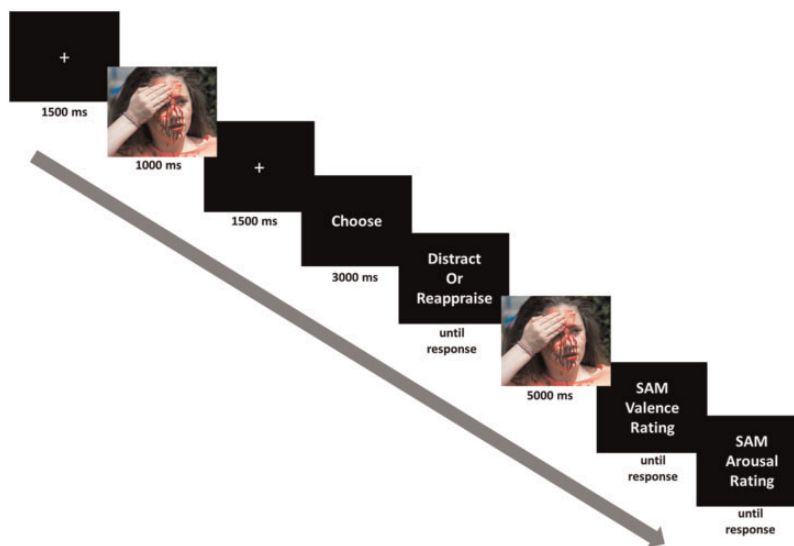 +
1500 ms
1000 ms
+
1500 ms
Choose
3000 ms
Distract
Or
Reappraise
until
response
5000 ms
SAM
Valence
Rating
until
response
SAM
Arousal
Rating
until
response